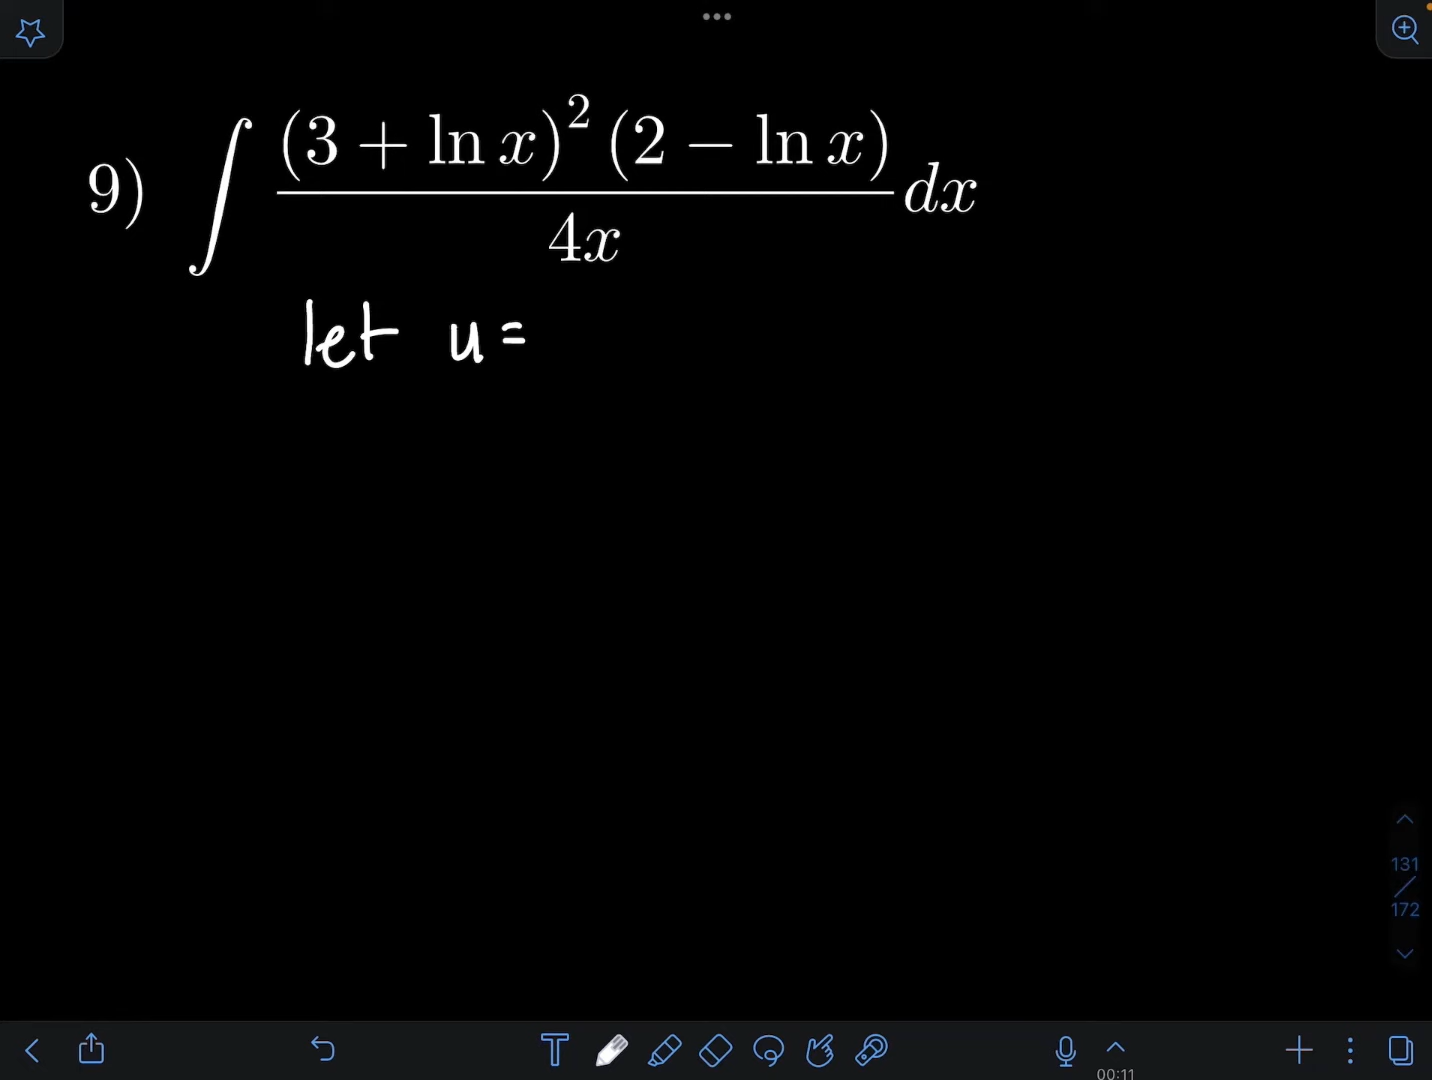 9) ∫ (3 + ln x)² (2 − ln x) / 4x dx
let u =
131
/
172
T
00:11